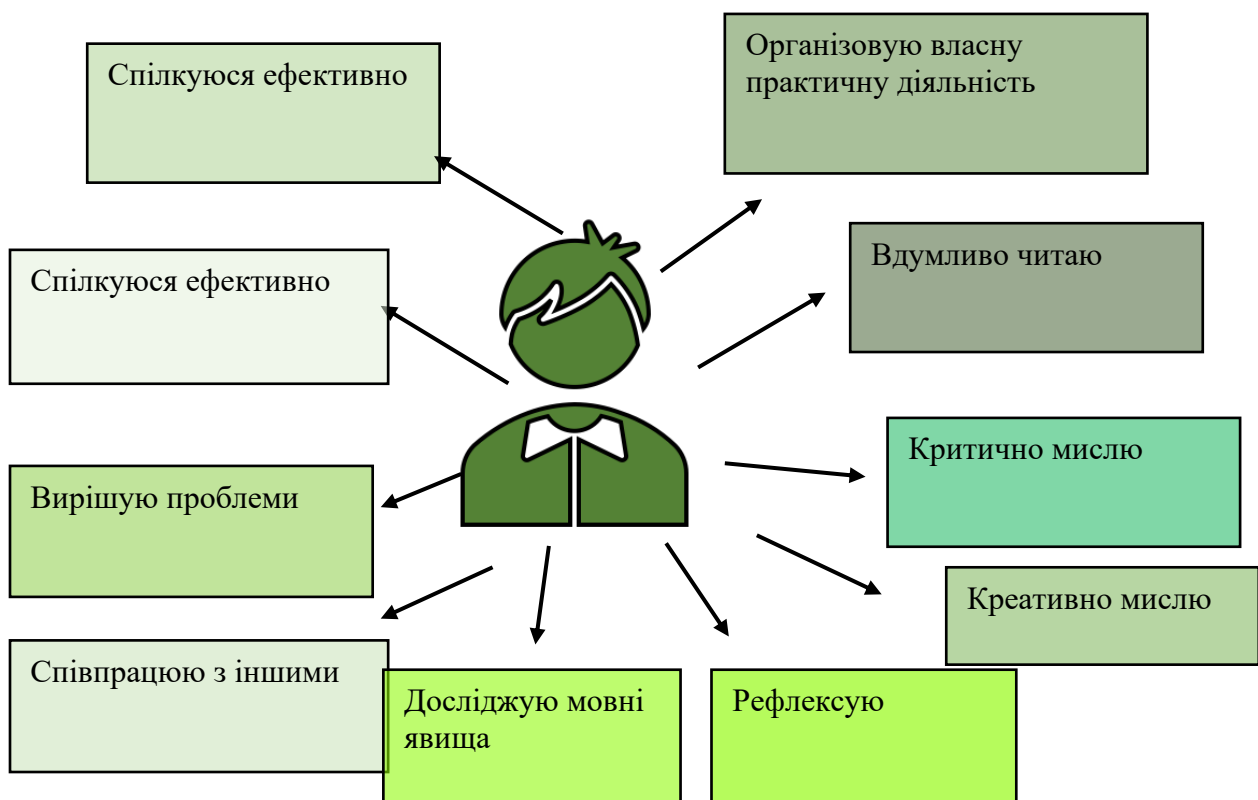 Спілкуюся ефективно
Організовую власну
практичну діяльність
Спілкуюся ефективно
Вдумливо читаю
Вирішую проблеми
Критично мислю
Креативно мислю
Співпрацюю з іншими
Досліджую мовні
явища
Рефлексую